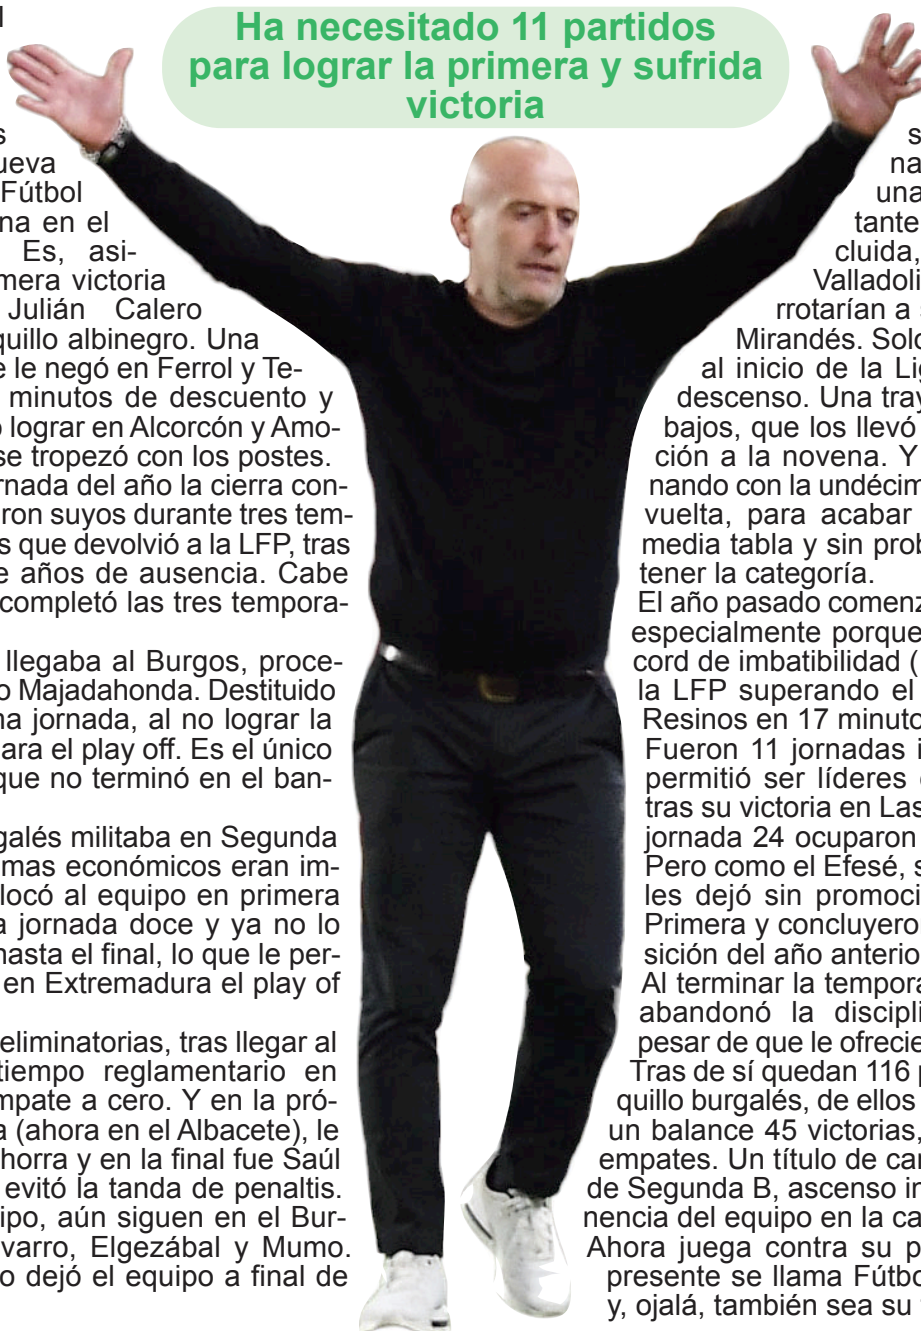 Ha necesitado 11 partidos
para lograr la primera y sufrida
victoria
Fútbol
na en el
Es, asi-
mera victoria
Julián Calero
quillo albinegro. Una
e le negó en Ferrol y Te-
minutos de descuento y
o lograr en Alcorcón y Amo-
se tropezó con los postes.
rnada del año la cierra con-
ron suyos durante tres tem-
s que devolvió a la LFP, tras
e años de ausencia. Cabe
completó las tres tempora-
llegaba al Burgos, proce-
o Majadahonda. Destituido
na jornada, al no lograr la
para el play off. Es el único
que no terminó en el ban-
galés militaba en Segunda
mas económicos eran im-
locó al equipo en primera
a jornada doce y ya no lo
hasta el final, lo que le per-
en Extremadura el play of
eliminatorias, tras llegar al
tiempo reglamentario en
mpate a cero. Y en la pró-
a (ahora en el Albacete), le
horra y en la final fue Saúl
evitó la tanda de penaltis.
ipo, aún siguen en el Bur-
varro, Elgezábal y Mumo.
o dejó el equipo a final de
s
na
una
tante
cluida,
Valladoli
rrotarían a s
Mirandés. Solo
al inicio de la Lig
descenso. Una trav
bajos, que los llevó
ción a la novena. Y
nando con la undécim
vuelta, para acabar
media tabla y sin prob
tener la categoría.
El año pasado comenz
especialmente porque
cord de imbatibilidad (
la LFP superando el
Resinos en 17 minuto
Fueron 11 jornadas i
permitió ser líderes
tras su victoria en Las
jornada 24 ocuparon
Pero como el Efesé, s
les dejó sin promoci
Primera y concluyero
sición del año anterio
Al terminar la tempora
abandonó la discipli
pesar de que le ofrecie
Tras de sí quedan 116 p
quillo burgalés, de ellos
un balance 45 victorias,
empates. Un título de car
de Segunda B, ascenso in
nencia del equipo en la ca
Ahora juega contra su p
presente se llama Fútbo
y, ojalá, también sea su